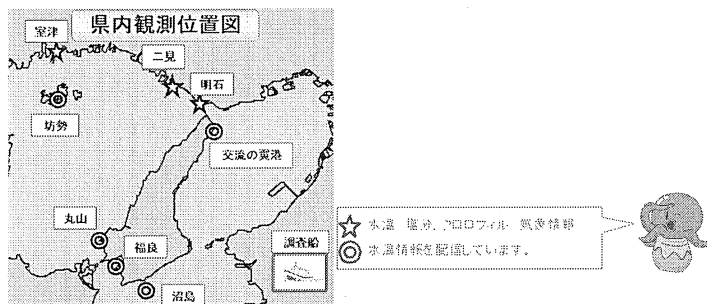 県内観測位置図
室津
二見
明石
坊勢
交流の翼港
丸山
福良
調査船
沼島
水温、塩分、クロロフィル、気象情報
水温情報を配信しています。